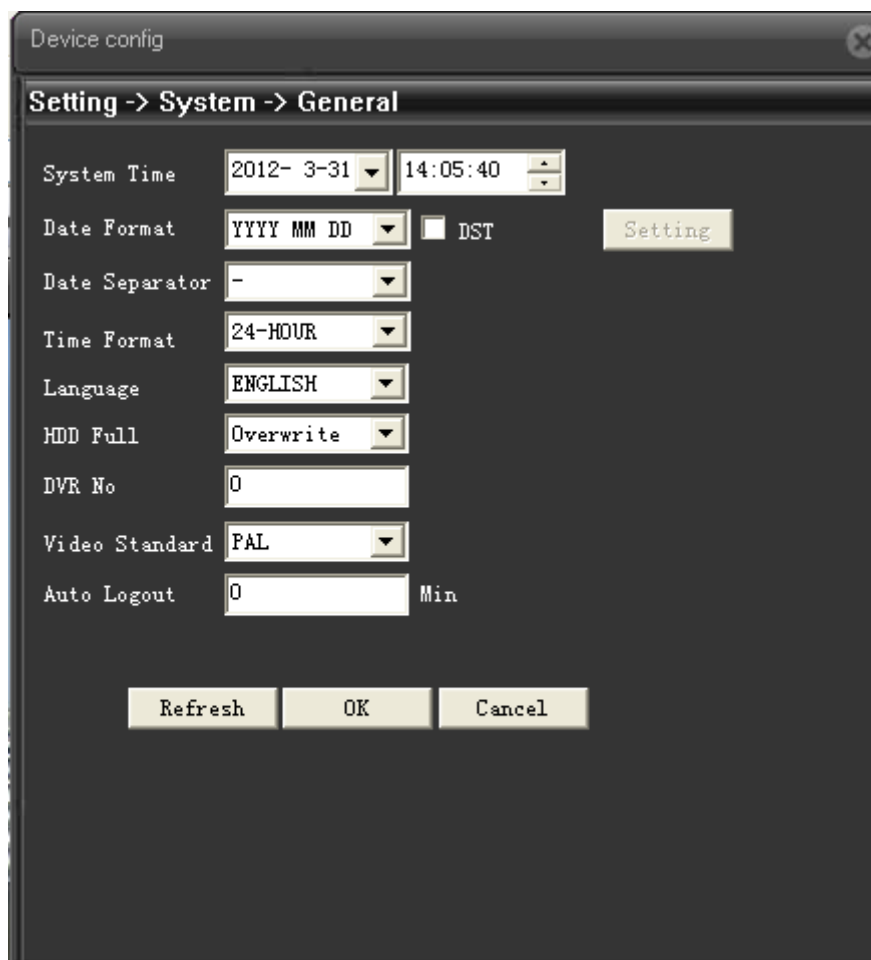 Device config
Setting -> System -> General
System Time 2012- 3-31 14:05:40
Date Format YYYY MM DD DST Setting
Date Separator -
Time Format 24-HOUR
Language ENGLISH
HDD Full Overwrite
DVR No 0
Video Standard PAL
Auto Logout 0 Min
Refresh OK Cancel